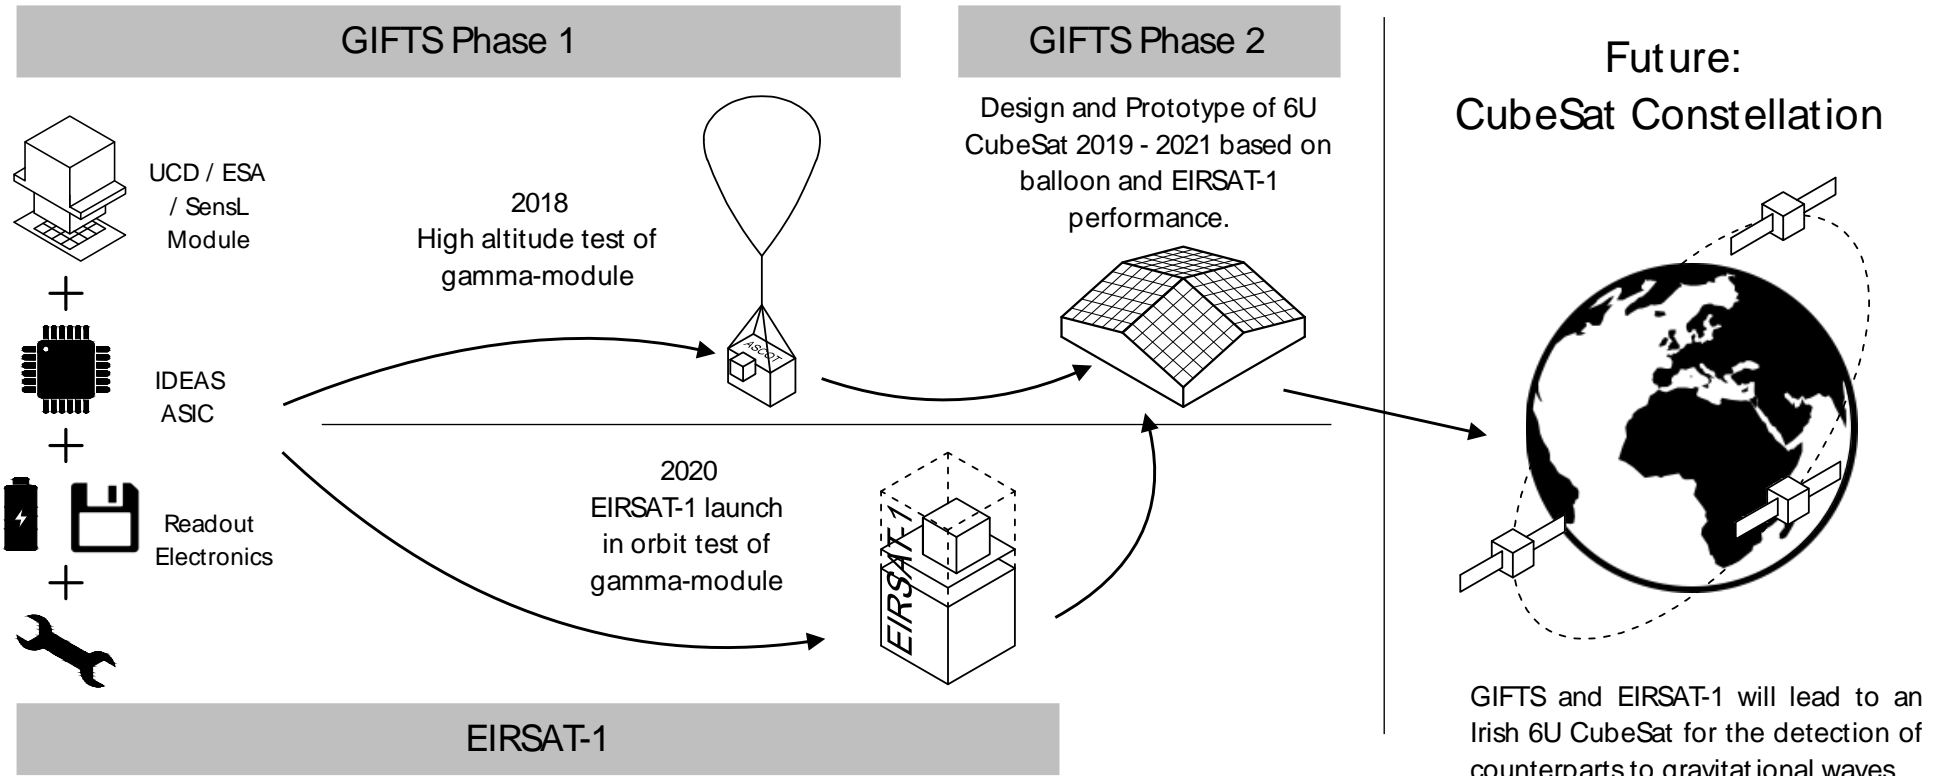 GIFTS Phase 1
GIFTS Phase 2
Future:
CubeSat Constellation
Design and Prototype of 6U
CubeSat 2019 - 2021 based on
balloon and EIRSAT-1
performance.
UCD / ESA
/ SensL
Module
2018
High altitude test of
gamma-module
ASCOT
IDEAS
ASIC
2020
EIRSAT-1 launch
in orbit test of
gamma-module
EIRSAT-1
Readout
Electronics
EIRSAT-1
GIFTS and EIRSAT-1 will lead to an
Irish 6U CubeSat for the detection of
counterparts to gravitational waves